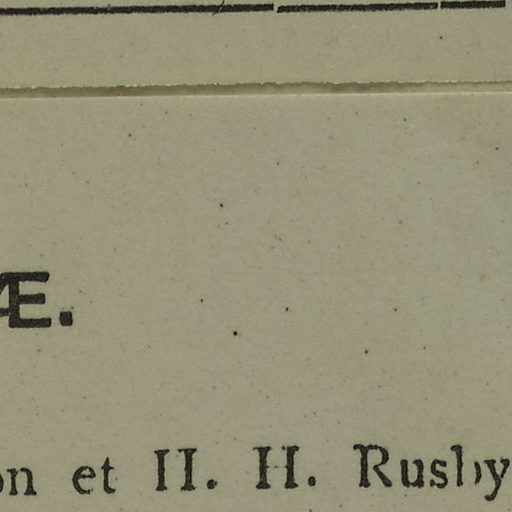 Æ.
on et H. H. Rusby